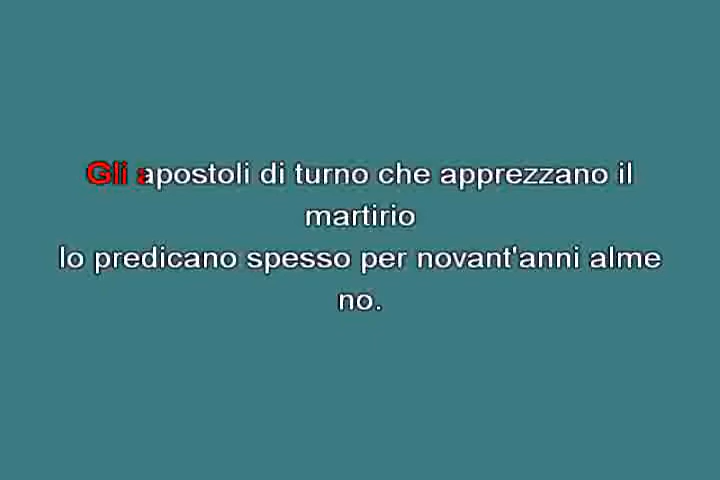 Gli apostoli di turno che apprezzano il
martirio
lo predicano spesso per novant'anni alme
no.